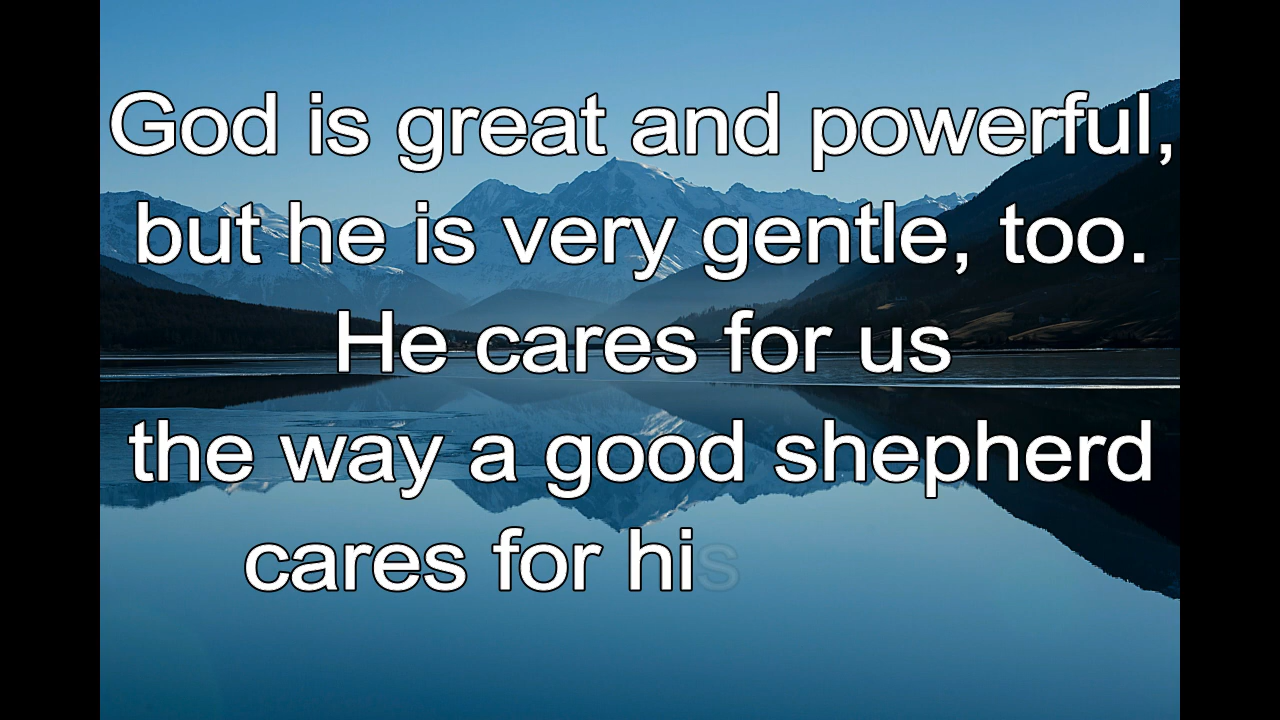 God is great and powerful,
but he is very gentle, too.
He cares for us
the way a good shepherd
cares for his